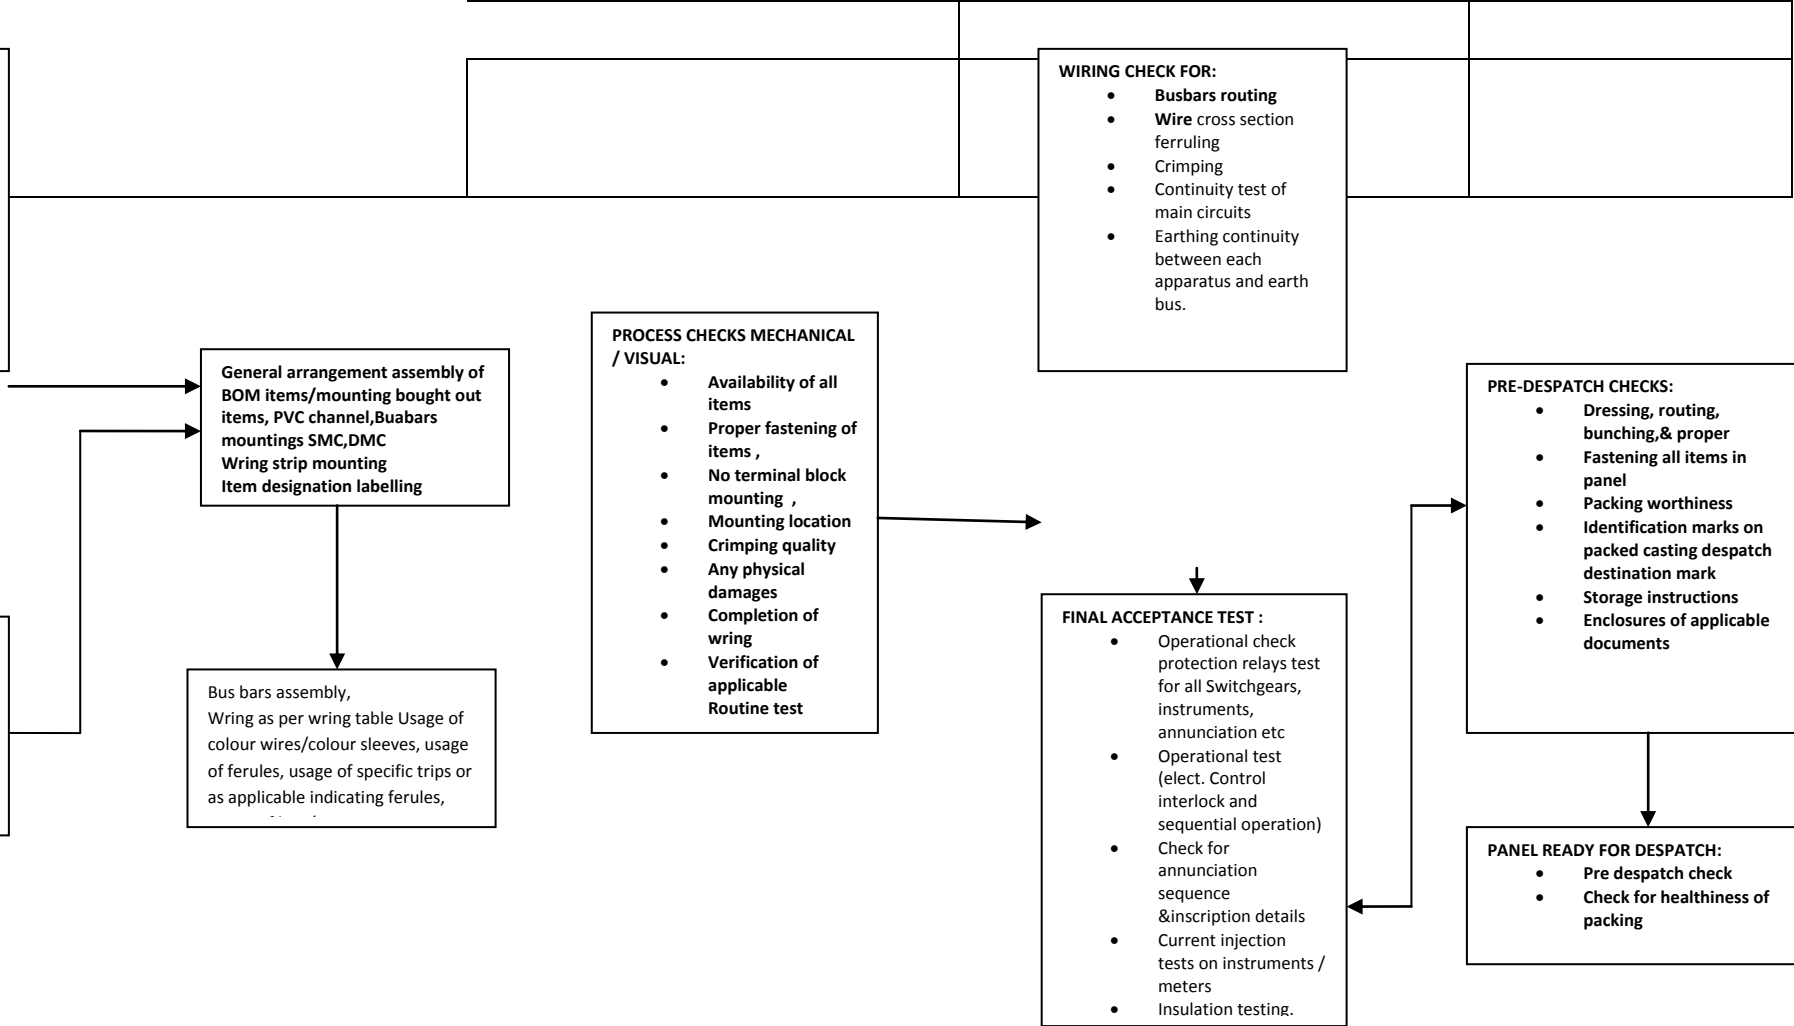 WIRING CHECK FOR:
• Busbars routing
• Wire cross section
ferruling
• Crimping
• Continuity test of
main circuits
• Earthing continuity
between each
apparatus and earth
bus.
General arrangement assembly of
BOM items/mounting bought out
items, PVC channel,Buabars
mountings SMC,DMC
Wring strip mounting
Item designation labelling
Bus bars assembly,
Wring as per wring table Usage of
colour wires/colour sleeves, usage
of ferules, usage of specific trips or
as applicable indicating ferules,
PROCESS CHECKS MECHANICAL
/ VISUAL:
• Availability of all
items
• Proper fastening of
items ,
• No terminal block
mounting ,
• Mounting location
• Crimping quality
• Any physical
damages
• Completion of
wring
• Verification of
applicable
Routine test
FINAL ACCEPTANCE TEST :
• Operational check
protection relays test
for all Switchgears,
instruments,
annunciation etc
• Operational test
(elect. Control
interlock and
sequential operation)
• Check for
annunciation
sequence
&inscription details
• Current injection
tests on instruments /
meters
• Insulation testing.
PRE-DESPATCH CHECKS:
• Dressing, routing,
bunching,& proper
• Fastening all items in
panel
• Packing worthiness
• Identification marks on
packed casting despatch
destination mark
• Storage instructions
• Enclosures of applicable
documents
PANEL READY FOR DESPATCH:
• Pre despatch check
• Check for healthiness of
packing